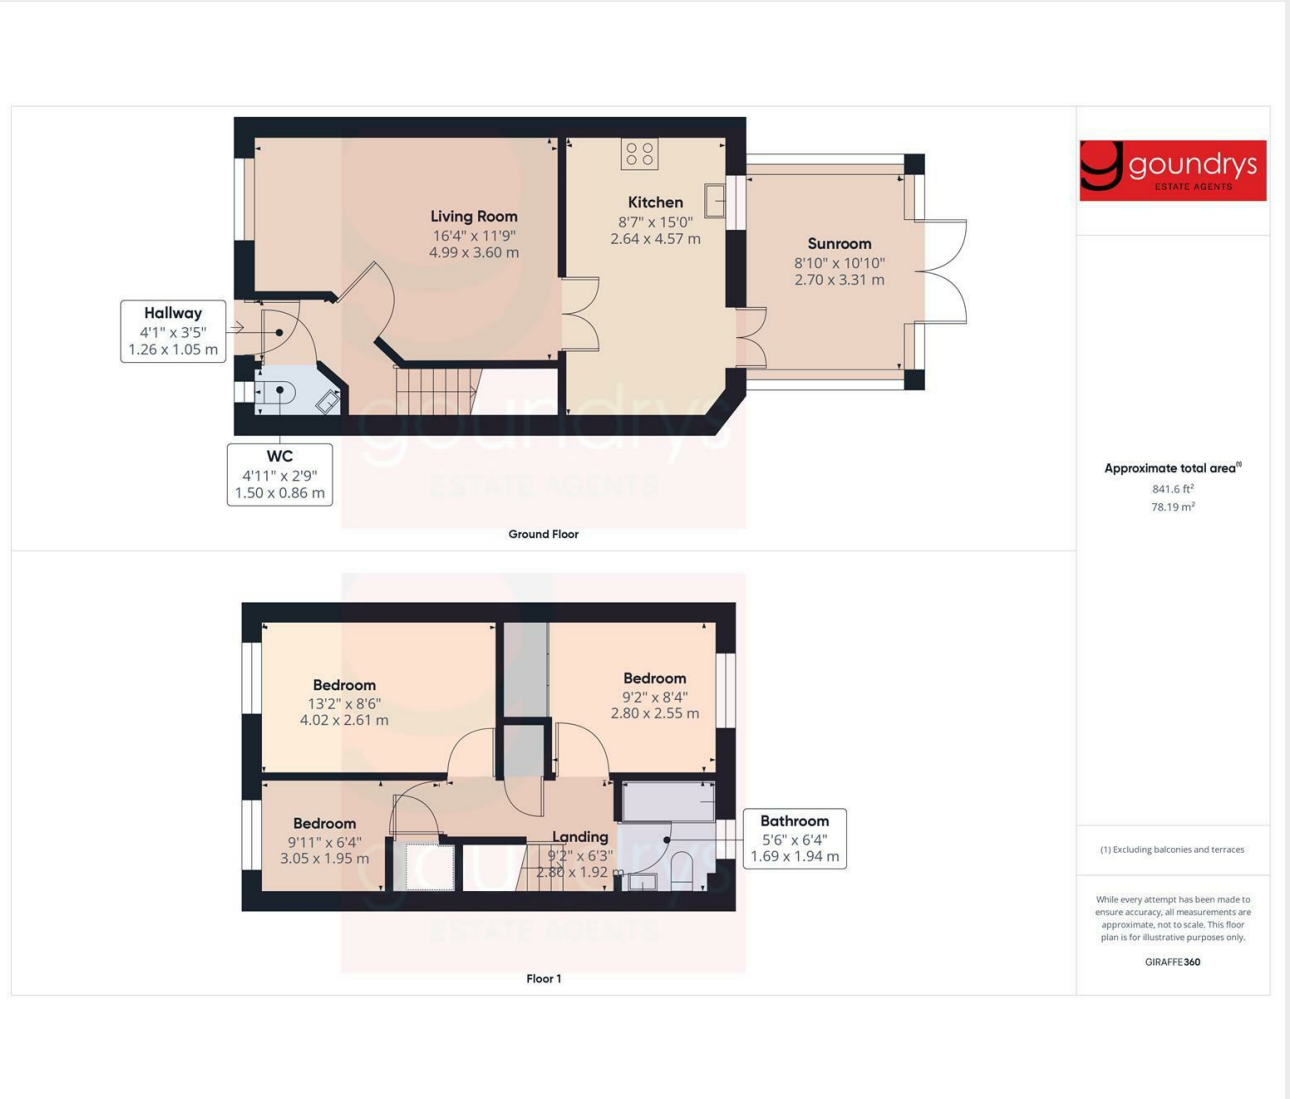 goundrys
ESTATE AGENTS
Living Room
16'4" x 11'9"
4.99 x 3.60 m
Kitchen
8'7" x 15'0"
2.64 x 4.57 m
Sunroom
8'10" x 10'10"
2.70 x 3.31 m
Hallway
4'1" x 3'5"
1.26 x 1.05 m
WC
4'11" x 2'9"
1.50 x 0.86 m
goundrys
ESTATE AGENTS
Ground Floor
Approximate total area(1)
841.6 ft²
78.19 m²
Bedroom
13'2" x 8'6"
4.02 x 2.61 m
Bedroom
9'2" x 8'4"
2.80 x 2.55 m
Bedroom
9'11" x 6'4"
3.05 x 1.95 m
Landing
9'2" x 6'3"
2.80 x 1.92 m
Bathroom
5'6" x 6'4"
1.69 x 1.94 m
goundrys
ESTATE AGENTS
Floor 1
(1) Excluding balconies and terraces
While every attempt has been made to
ensure accuracy, all measurements are
approximate, not to scale. This floor
plan is for illustrative purposes only.
GIRAFFE360